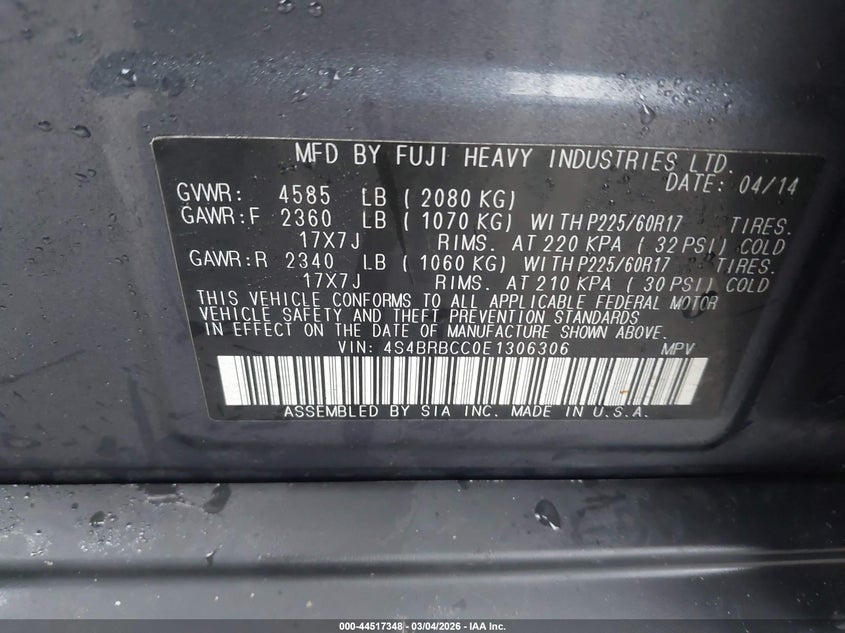 MFD BY FUJI HEAVY INDUSTRIES LTD.
DATE: 04/14
GVWR: 4585 LB ( 2080 KG)
GAWR:F 2360 LB ( 1070 KG) WITH P225/60R17 TIRES.
17X7J RIMS. AT 220 KPA ( 32 PSI) COLD
GAWR:R 2340 LB ( 1060 KG) WITH P225/60R17 TIRES.
17X7J RIMS. AT 210 KPA ( 30 PSI) COLD
THIS VEHICLE CONFORMS TO ALL APPLICABLE FEDERAL MOTOR
VEHICLE SAFETY AND THEFT PREVENTION STANDARDS
IN EFFECT ON THE DATE OF MANUFACTURE SHOWN ABOVE.
VIN: 4S4BRBCC0E1306306 MPV
ASSEMBLED BY SIA INC. MADE IN U.S.A.
000-44517348 - 03/04/2026 - IAA Inc.